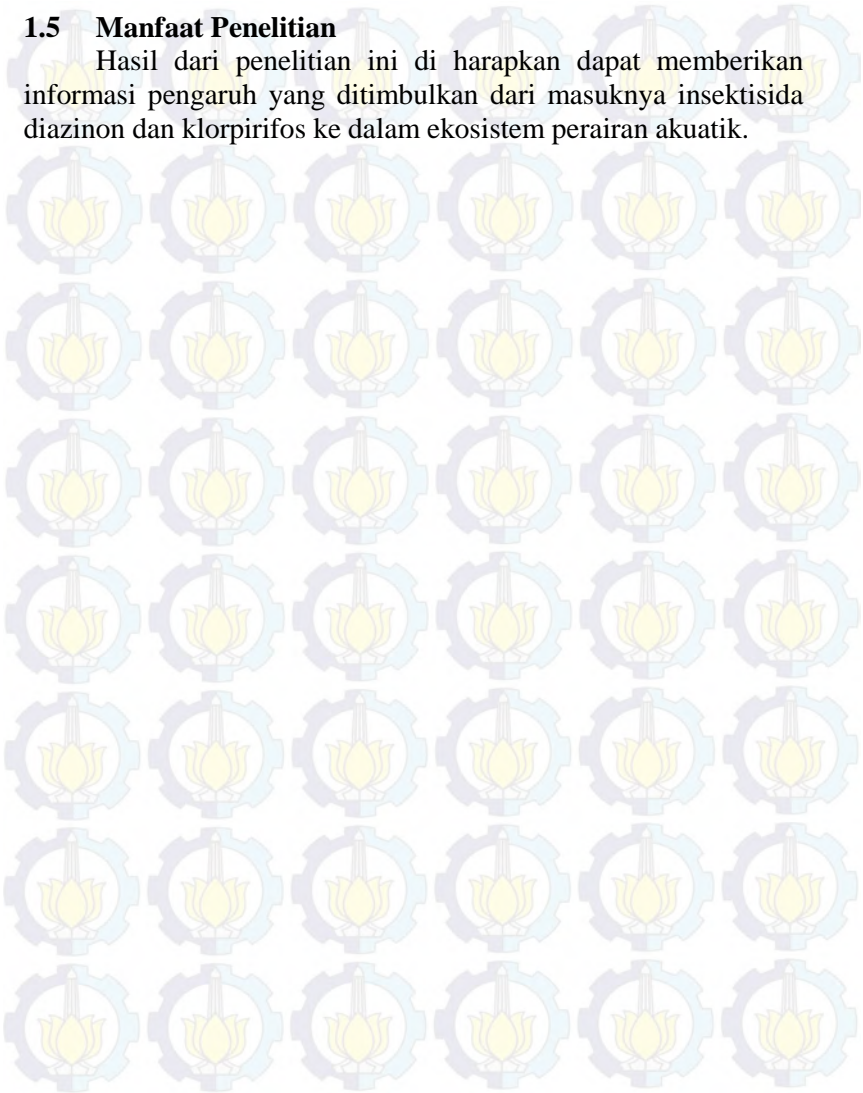 1.5 Manfaat Penelitian
Hasil dari penelitian ini di harapkan dapat memberikan
informasi pengaruh yang ditimbulkan dari masuknya insektisida
diazinon dan klorpirifos ke dalam ekosistem perairan akuatik.